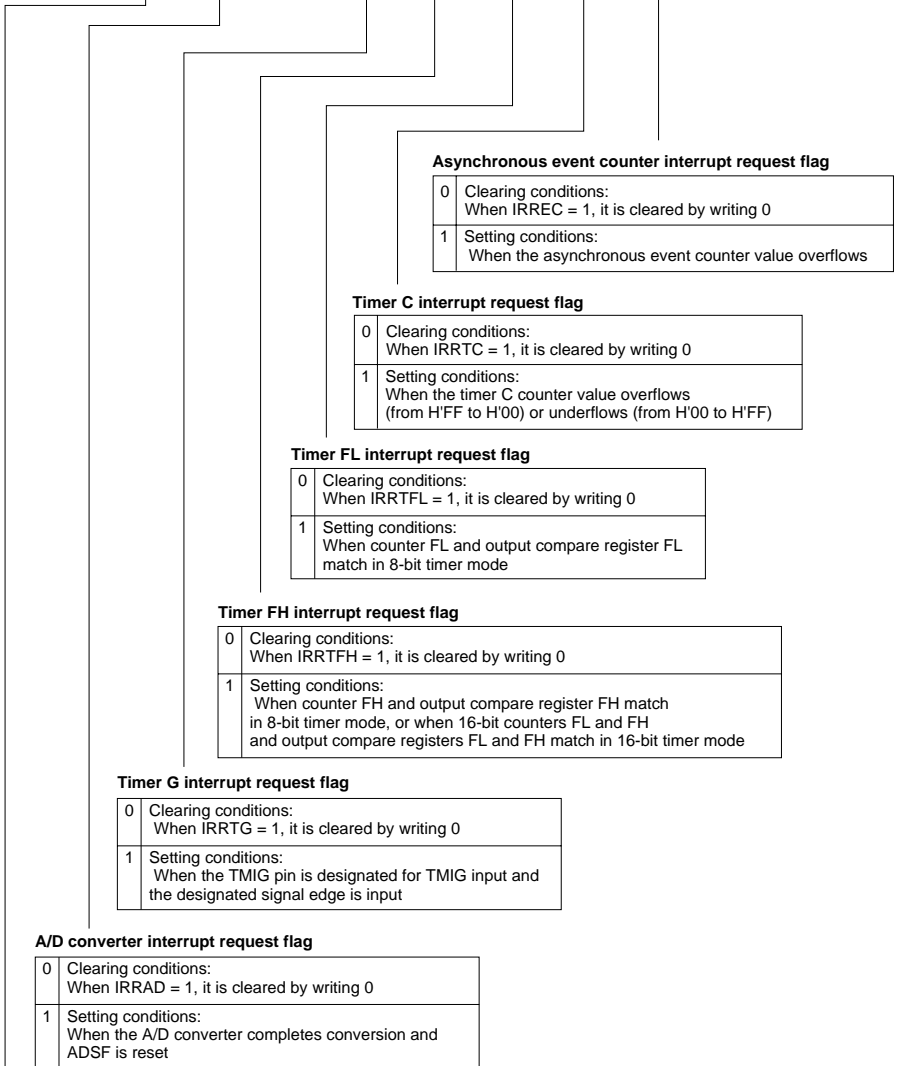 Asynchronous event counter interrupt request flag
0 Clearing conditions:
When IRREC = 1, it is cleared by writing 0
1 Setting conditions:
When the asynchronous event counter value overflows
Timer C interrupt request flag
0 Clearing conditions:
When IRRTC = 1, it is cleared by writing 0
1 Setting conditions:
When the timer C counter value overflows
(from H'FF to H'00) or underflows (from H'00 to H'FF)
Timer FL interrupt request flag
0 Clearing conditions:
When IRRTFL = 1, it is cleared by writing 0
1 Setting conditions:
When counter FL and output compare register FL
match in 8-bit timer mode
Timer FH interrupt request flag
0 Clearing conditions:
When IRRTFH = 1, it is cleared by writing 0
1 Setting conditions:
When counter FH and output compare register FH match
in 8-bit timer mode, or when 16-bit counters FL and FH
and output compare registers FL and FH match in 16-bit timer mode
Timer G interrupt request flag
0 Clearing conditions:
When IRRTG = 1, it is cleared by writing 0
1 Setting conditions:
When the TMIG pin is designated for TMIG input and
the designated signal edge is input
A/D converter interrupt request flag
0 Clearing conditions:
When IRRAD = 1, it is cleared by writing 0
1 Setting conditions:
When the A/D converter completes conversion and
ADSF is reset